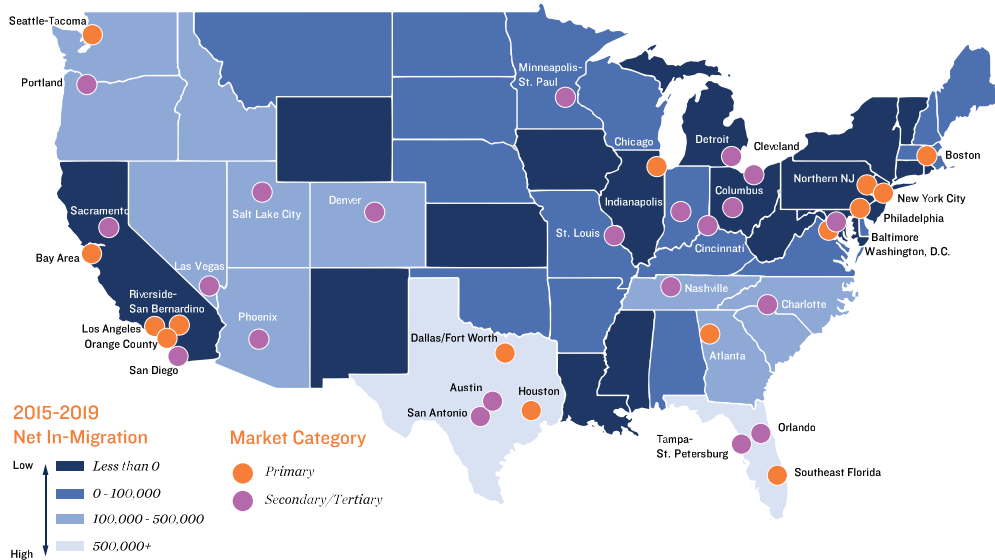 Seattle-Tacoma
Portland
Minneapolis-
St. Paul
Chicago
Detroit
Cleveland
Boston
Northern NJ
New York City
Philadelphia
Baltimore
Washington, D.C.
Columbus
Indianapolis
Cincinnati
St. Louis
Salt Lake City
Denver
Sacramento
Bay Area
Las Vegas
Riverside-
San Bernardino
Los Angeles
Orange County
San Diego
Phoenix
Nashville
Charlotte
Atlanta
Dallas/Fort Worth
Austin
Houston
San Antonio
Orlando
Tampa-
St. Petersburg
Southeast Florida
2015-2019
Net In-Migration
Low
High
Less than 0
0 - 100,000
100,000 - 500,000
500,000+
Market Category
Primary
Secondary/Tertiary